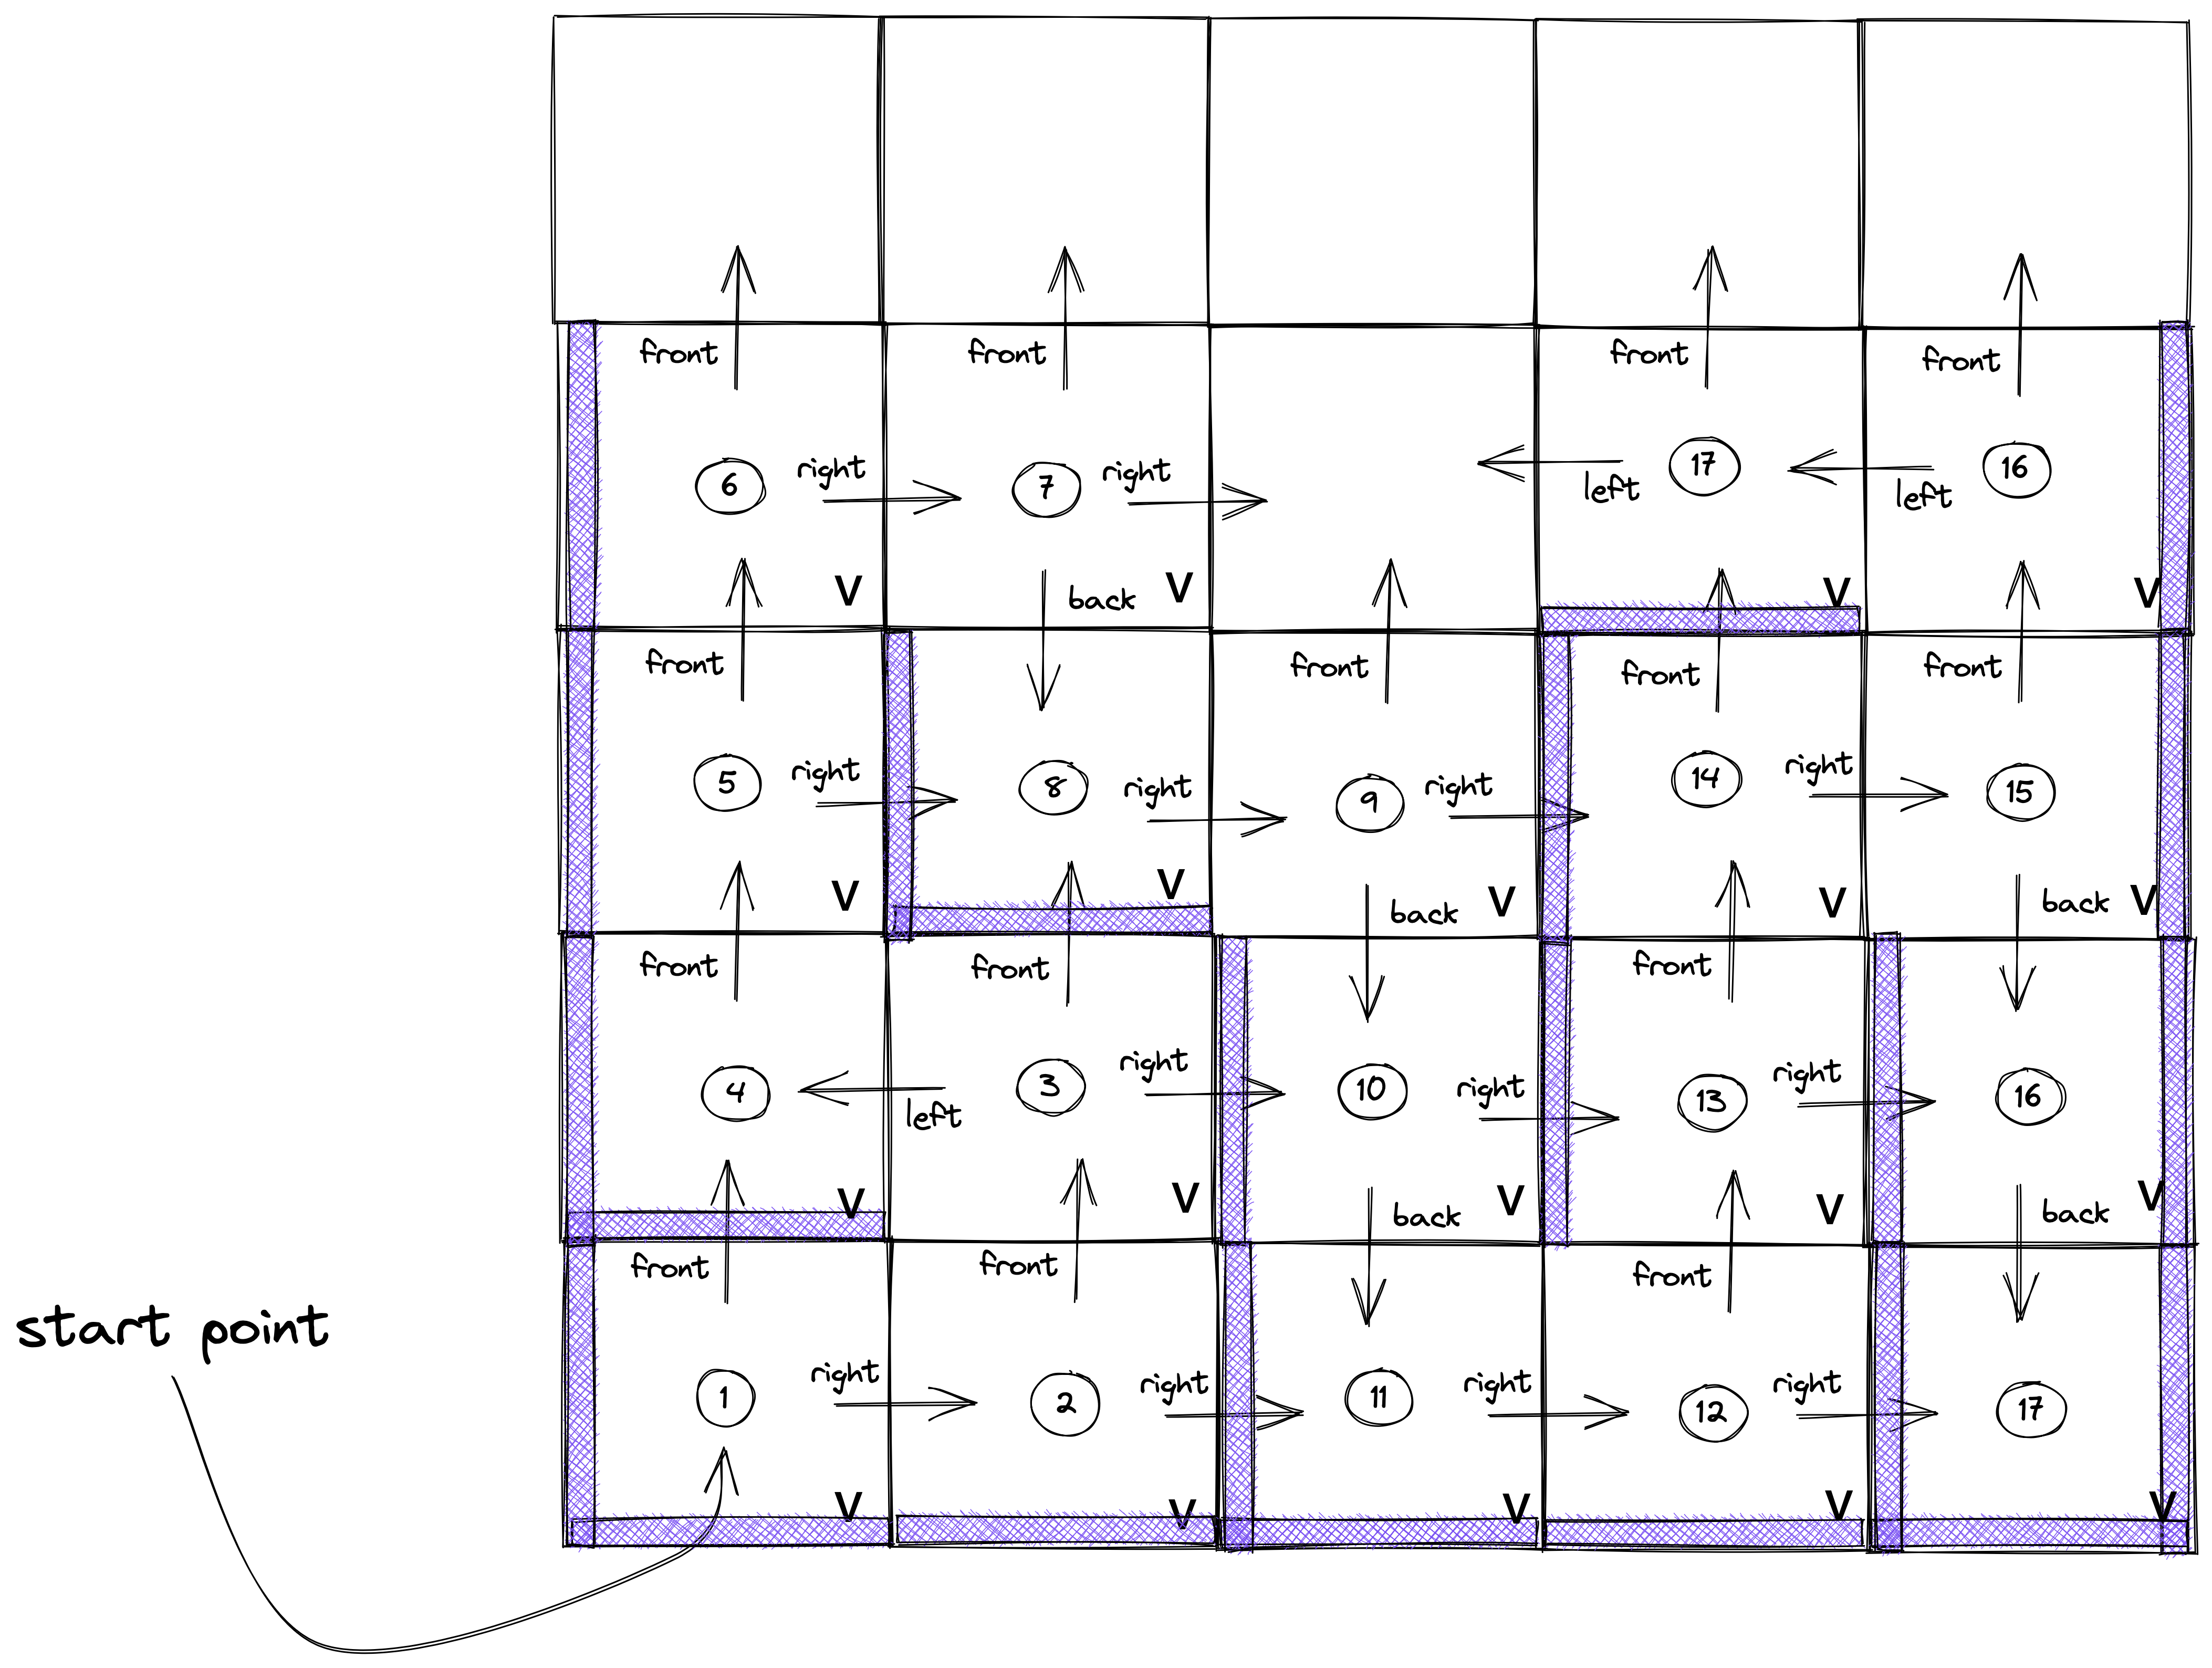 front
front
front
front
6
right
7
right
17
left
16
left
V
back
V
V
V
front
front
front
front
5
right
8
right
9
right
14
right
15
V
V
back
V
V
back
V
front
front
front
4
left
3
right
10
right
13
right
16
V
V
back
V
V
back
V
front
front
front
start point
1
right
2
right
11
right
12
right
17
V
V
V
V
V